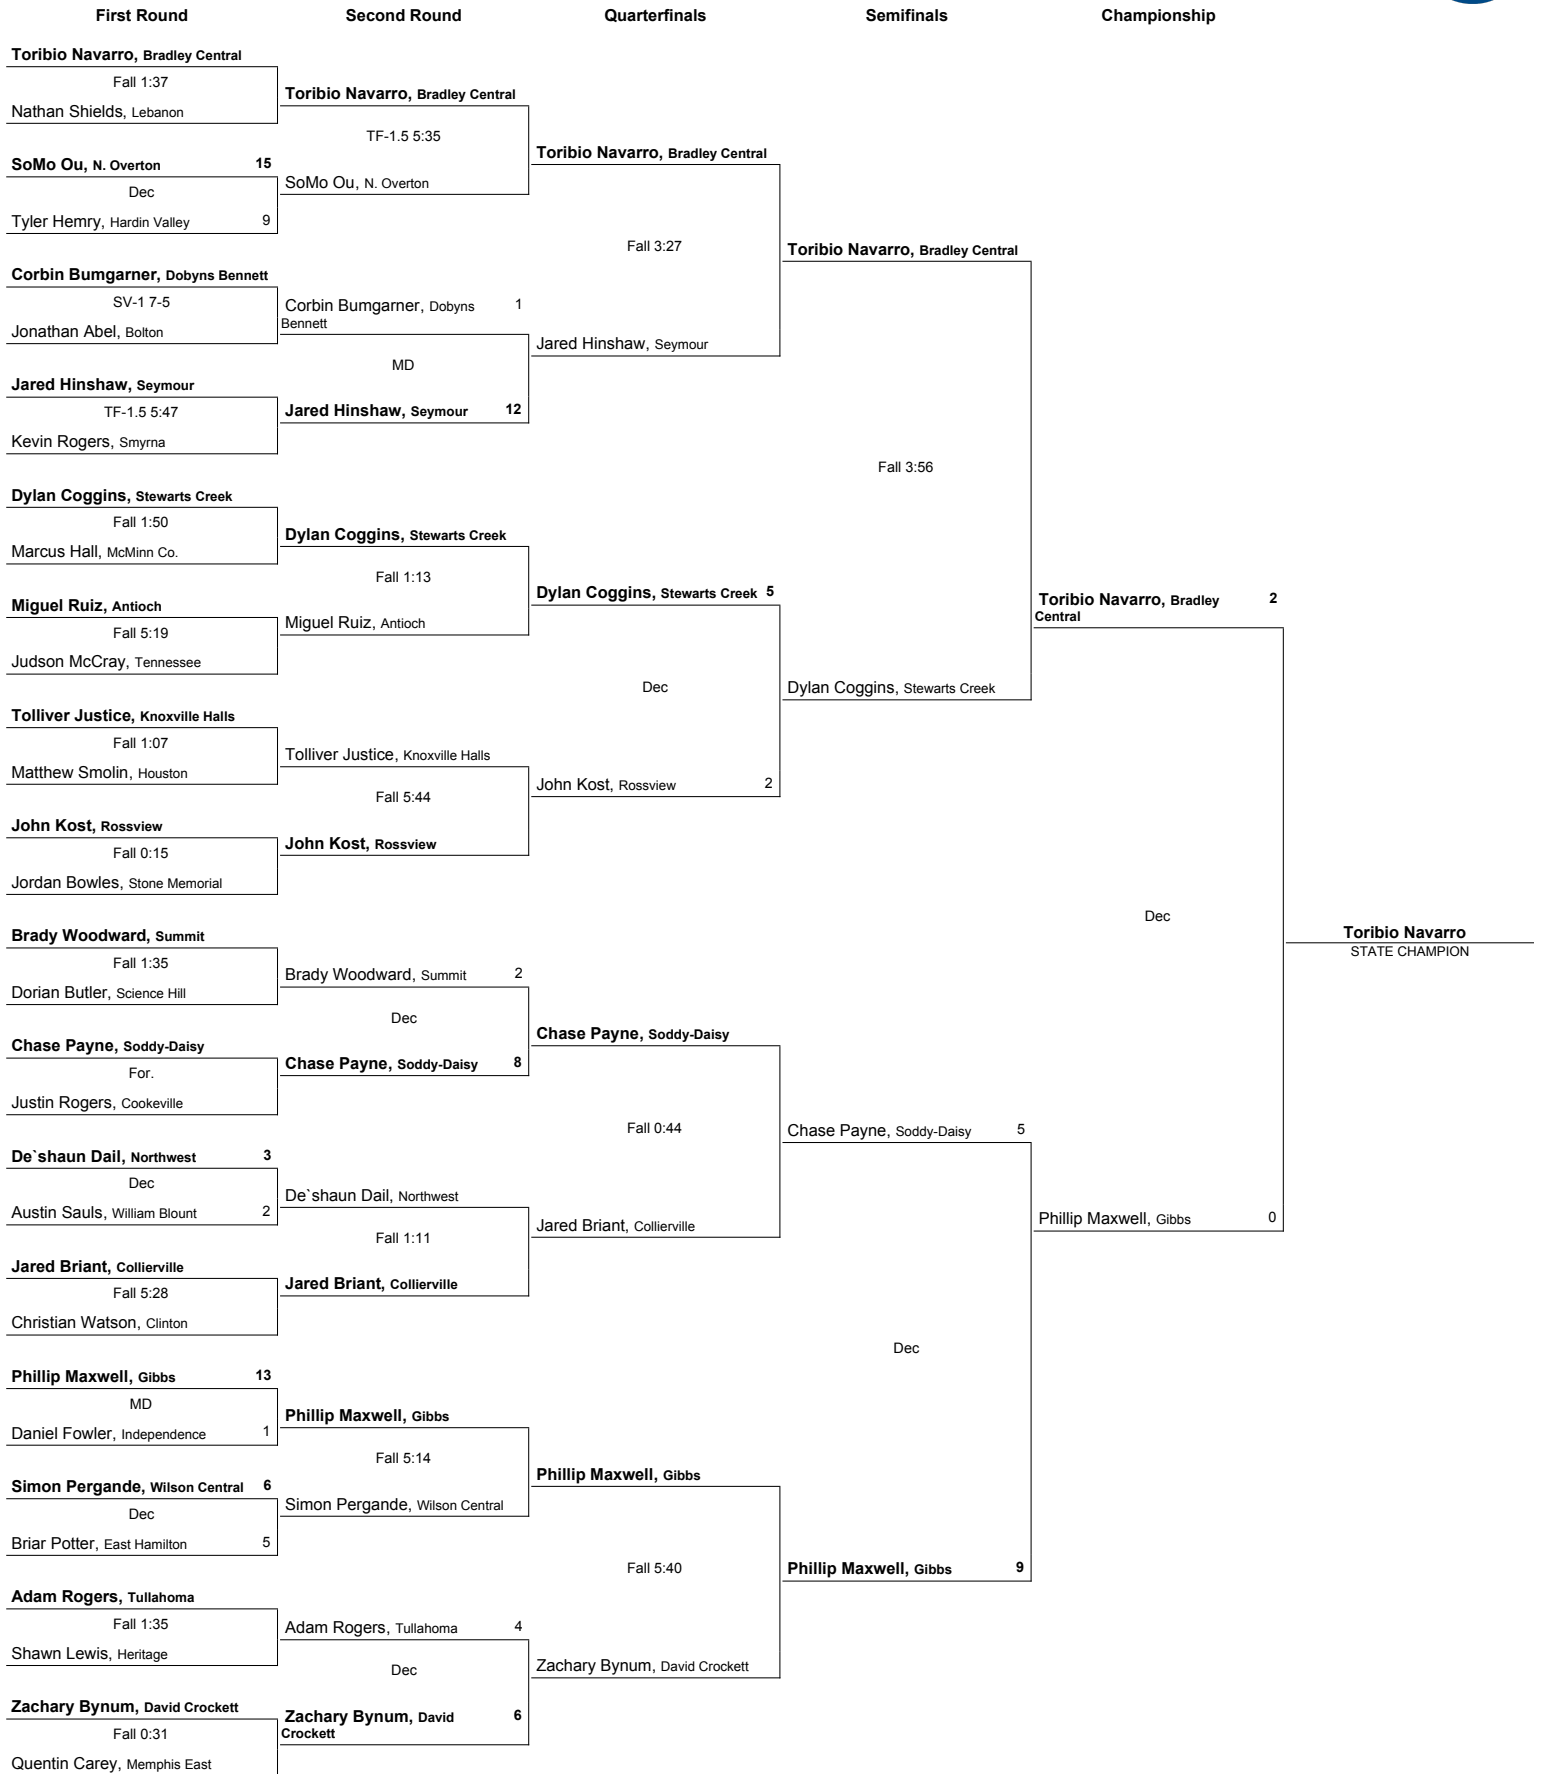 First Round
Second Round
Quarterfinals
Semifinals
Championship
Toribio Navarro, Bradley Central
Fall 1:37
Nathan Shields, Lebanon
SoMo Ou, N. Overton 15
Dec
Tyler Hemry, Hardin Valley 9
Corbin Bumgarner, Dobyns Bennett
SV-1 7-5
Jonathan Abel, Bolton
Jared Hinshaw, Seymour
TF-1.5 5:47
Kevin Rogers, Smyrna
Dylan Coggins, Stewarts Creek
Fall 1:50
Marcus Hall, McMinn Co.
Miguel Ruiz, Antioch
Fall 5:19
Judson McCray, Tennessee
Tolliver Justice, Knoxville Halls
Fall 1:07
Matthew Smolin, Houston
John Kost, Rossview
Fall 0:15
Jordan Bowles, Stone Memorial
Brady Woodward, Summit
Fall 1:35
Dorian Butler, Science Hill
Chase Payne, Soddy-Daisy
For.
Justin Rogers, Cookeville
De`shaun Dail, Northwest 3
Dec
Austin Sauls, William Blount 2
Jared Briant, Collierville
Fall 5:28
Christian Watson, Clinton
Phillip Maxwell, Gibbs 13
MD
Daniel Fowler, Independence 1
Simon Pergande, Wilson Central 6
Dec
Briar Potter, East Hamilton 5
Adam Rogers, Tullahoma
Fall 1:35
Shawn Lewis, Heritage
Zachary Bynum, David Crockett
Fall 0:31
Quentin Carey, Memphis East
Toribio Navarro, Bradley Central
TF-1.5 5:35
SoMo Ou, N. Overton
Corbin Bumgarner, Dobyns 1
Bennett
MD
Jared Hinshaw, Seymour 12
Dylan Coggins, Stewarts Creek
Fall 1:13
Miguel Ruiz, Antioch
Tolliver Justice, Knoxville Halls
Fall 5:44
John Kost, Rossview
Brady Woodward, Summit 2
Dec
Chase Payne, Soddy-Daisy 8
De`shaun Dail, Northwest
Fall 1:11
Jared Briant, Collierville
Phillip Maxwell, Gibbs
Fall 5:14
Simon Pergande, Wilson Central
Adam Rogers, Tullahoma 4
Dec
Zachary Bynum, David 6
Crockett
Toribio Navarro, Bradley Central
Fall 3:27
Jared Hinshaw, Seymour
Dylan Coggins, Stewarts Creek 5
Dec
John Kost, Rossview 2
Chase Payne, Soddy-Daisy
Fall 0:44
Jared Briant, Collierville
Phillip Maxwell, Gibbs
Fall 5:40
Zachary Bynum, David Crockett
Toribio Navarro, Bradley Central
Fall 3:56
Dylan Coggins, Stewarts Creek
Chase Payne, Soddy-Daisy 5
Dec
Phillip Maxwell, Gibbs 9
Toribio Navarro, Bradley 2
Central
Dec
Phillip Maxwell, Gibbs 0
Toribio Navarro
STATE CHAMPION